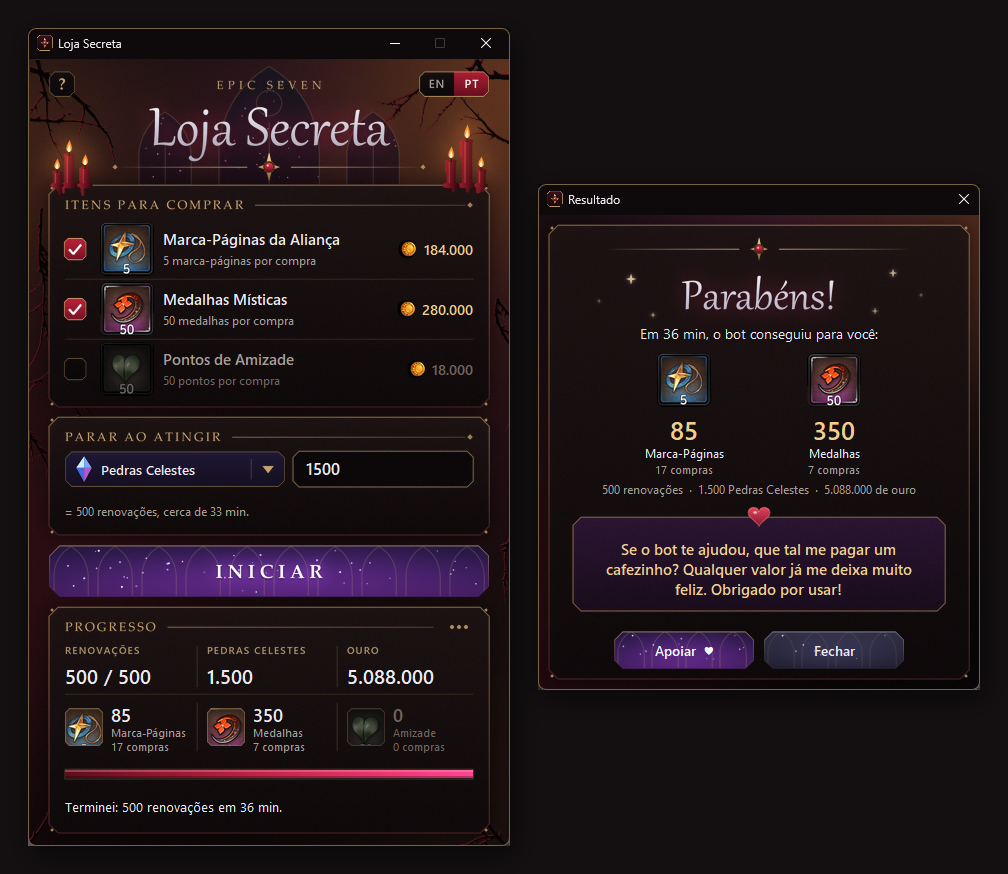 Loja Secreta
?
EPIC SEVEN
EN PT
Loja Secreta
ITENS PARA COMPRAR
5
Marca-Páginas da Aliança
5 marca-páginas por compra
184.000
50
Medalhas Místicas
50 medalhas por compra
280.000
50
Pontos de Amizade
50 pontos por compra
18.000
PARAR AO ATINGIR
Pedras Celestes
1500
= 500 renovações, cerca de 33 min.
INICIAR
PROGRESSO
RENOVAÇÕES
500 / 500
PEDRAS CELESTES
1.500
OURO
5.088.000
85
Marca-Páginas
17 compras
350
Medalhas
7 compras
0
Amizade
0 compras
Terminei: 500 renovações em 36 min.
Resultado
Parabéns!
Em 36 min, o bot conseguiu para você:
5
85
Marca-Páginas
17 compras
50
350
Medalhas
7 compras
500 renovações · 1.500 Pedras Celestes · 5.088.000 de ouro
Se o bot te ajudou, que tal me pagar um
cafezinho? Qualquer valor já me deixa muito
feliz. Obrigado por usar!
Apoiar ♥
Fechar